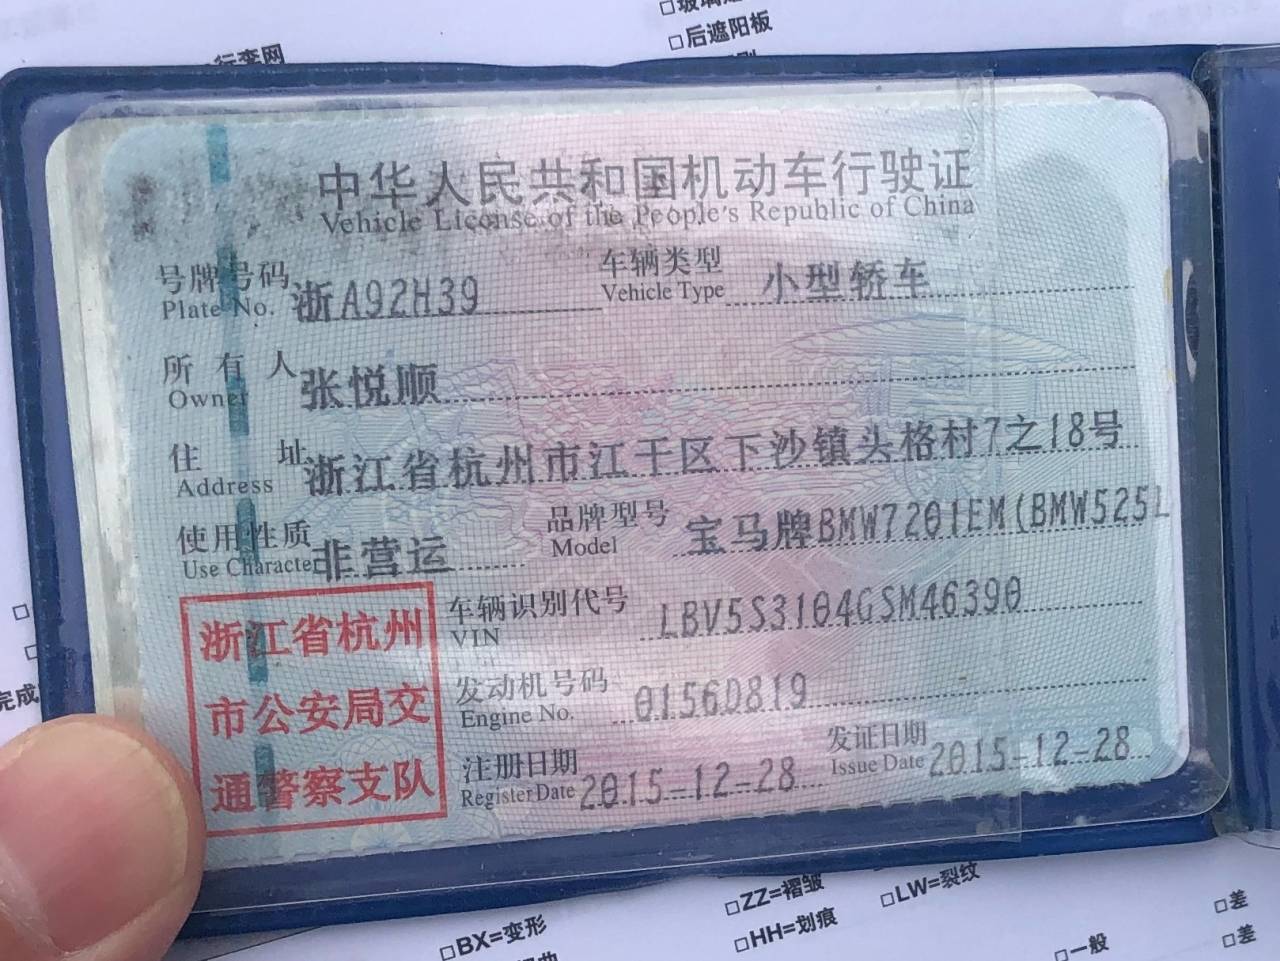 □后遮阳板
中华人民共和国机动车行驶证
Vehicle License of the People's Republic of China
号牌号码 浙A92H39 车辆类型 小型轿车
Plate No. Vehicle Type
所有人 张悦顺
Owner
住址 浙江省杭州市江干区下沙镇头格村7之18号
Address
使用性质 非营运 品牌型号 宝马牌BMW7201EM(BMW525L
Use Characte Model
浙江省杭州
市公安局交
通警察支队
车辆识别代号 LBV5S3104GSM46390
VIN
发动机号码 0156D819
Engine No.
注册日期 2015-12-28 发证日期 2015-12-28
Register Date Issue Date
完成
□ZZ=褶皱 □LW=裂纹
□BX=变形 □HH=划痕 □一般 □差
□差